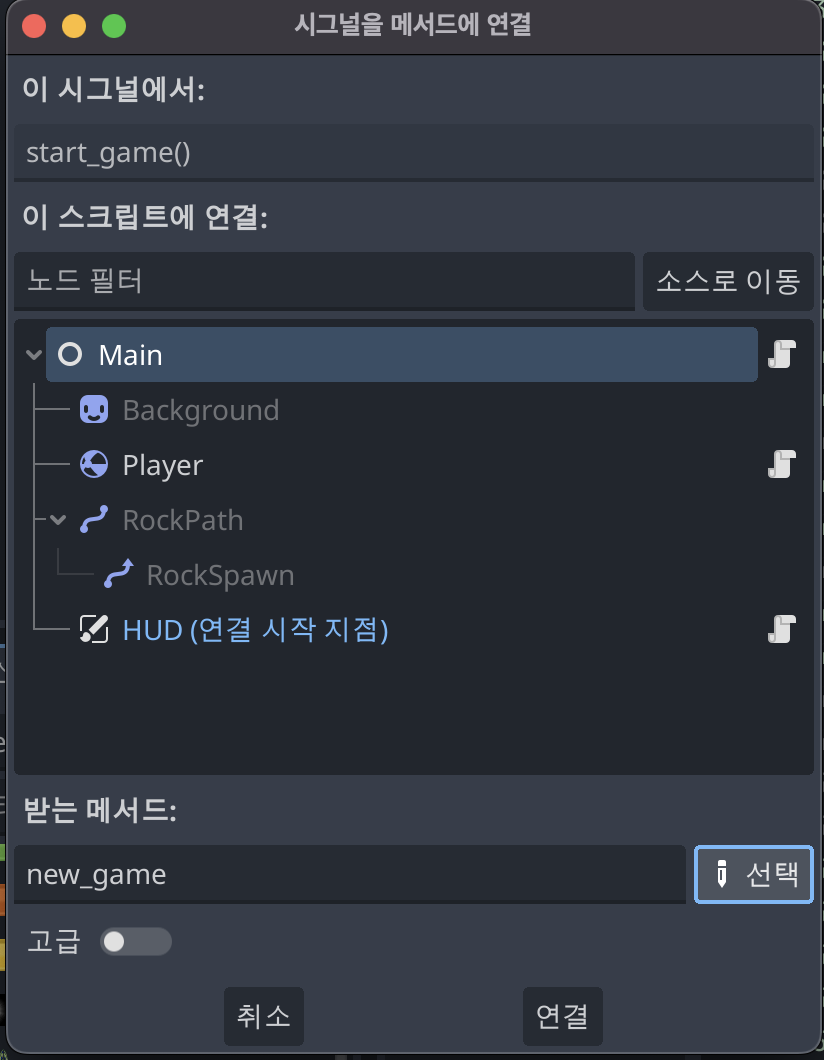 시그널을 메서드에 연결
이 시그널에서:
start_game()
이 스크립트에 연결:
노드 필터
소스로 이동
Main
Background
Player
RockPath
RockSpawn
HUD (연결 시작 지점)
받는 메서드:
new_game
선택
고급
취소
연결